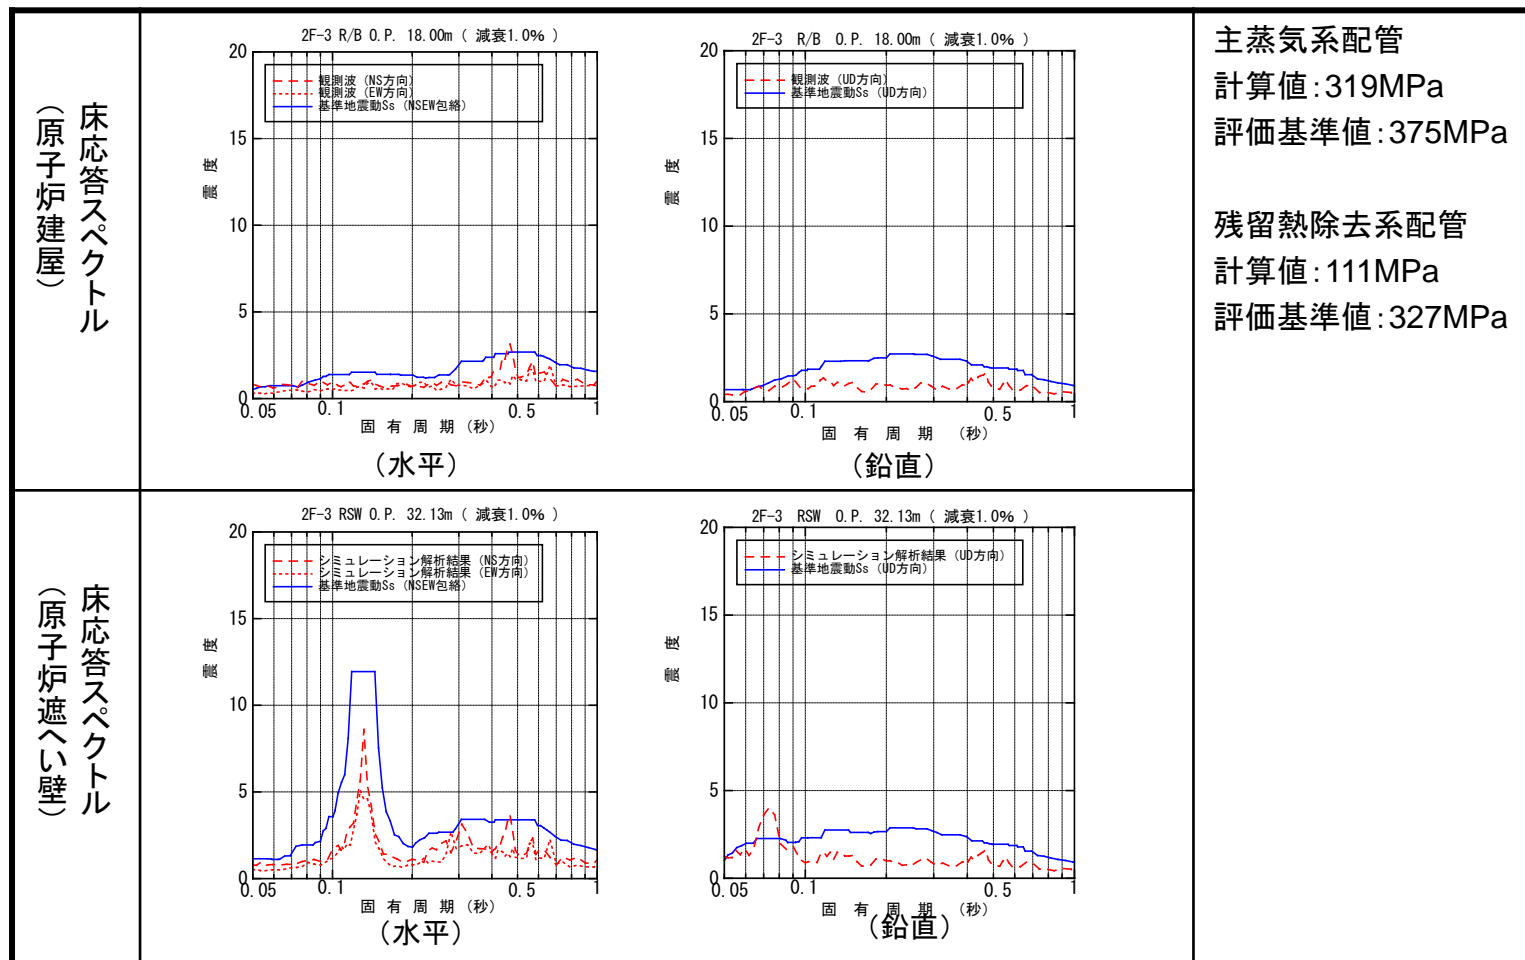 床応答スペクトル
（原子炉建屋）
2F-3 R/B O.P. 18.00m ( 減衰1.0% )
観測波 (NS方向)
観測波 (EW方向)
基準地震動Ss (NSEW包絡)
20
15
10
5
0
震度
0.05
0.1
0.5
1
固有周期(秒)
（水平）
2F-3 R/B O.P. 18.00m ( 減衰1.0% )
観測波 (UD方向)
基準地震動Ss (UD方向)
20
15
10
5
0
震度
0.05
0.1
0.5
1
固有周期 (秒)
（鉛直）
主蒸気系配管
計算値：319MPa
評価基準値：375MPa
残留熱除去系配管
計算値：111MPa
評価基準値：327MPa
床応答スペクトル
（原子炉遮へい壁）
2F-3 RSW O.P. 32.13m ( 減衰1.0% )
シミュレーション解析結果 (NS方向)
シミュレーション解析結果 (EW方向)
基準地震動Ss (NSEW包絡)
20
15
10
5
0
震度
0.05
0.1
0.5
1
固有周期(秒)
（水平）
2F-3 RSW O.P. 32.13m ( 減衰1.0% )
シミュレーション解析結果 (UD方向)
基準地震動Ss (UD方向)
20
15
10
5
0
震度
0.05
0.1
0.5
1
固有周期 (秒)
（鉛直）